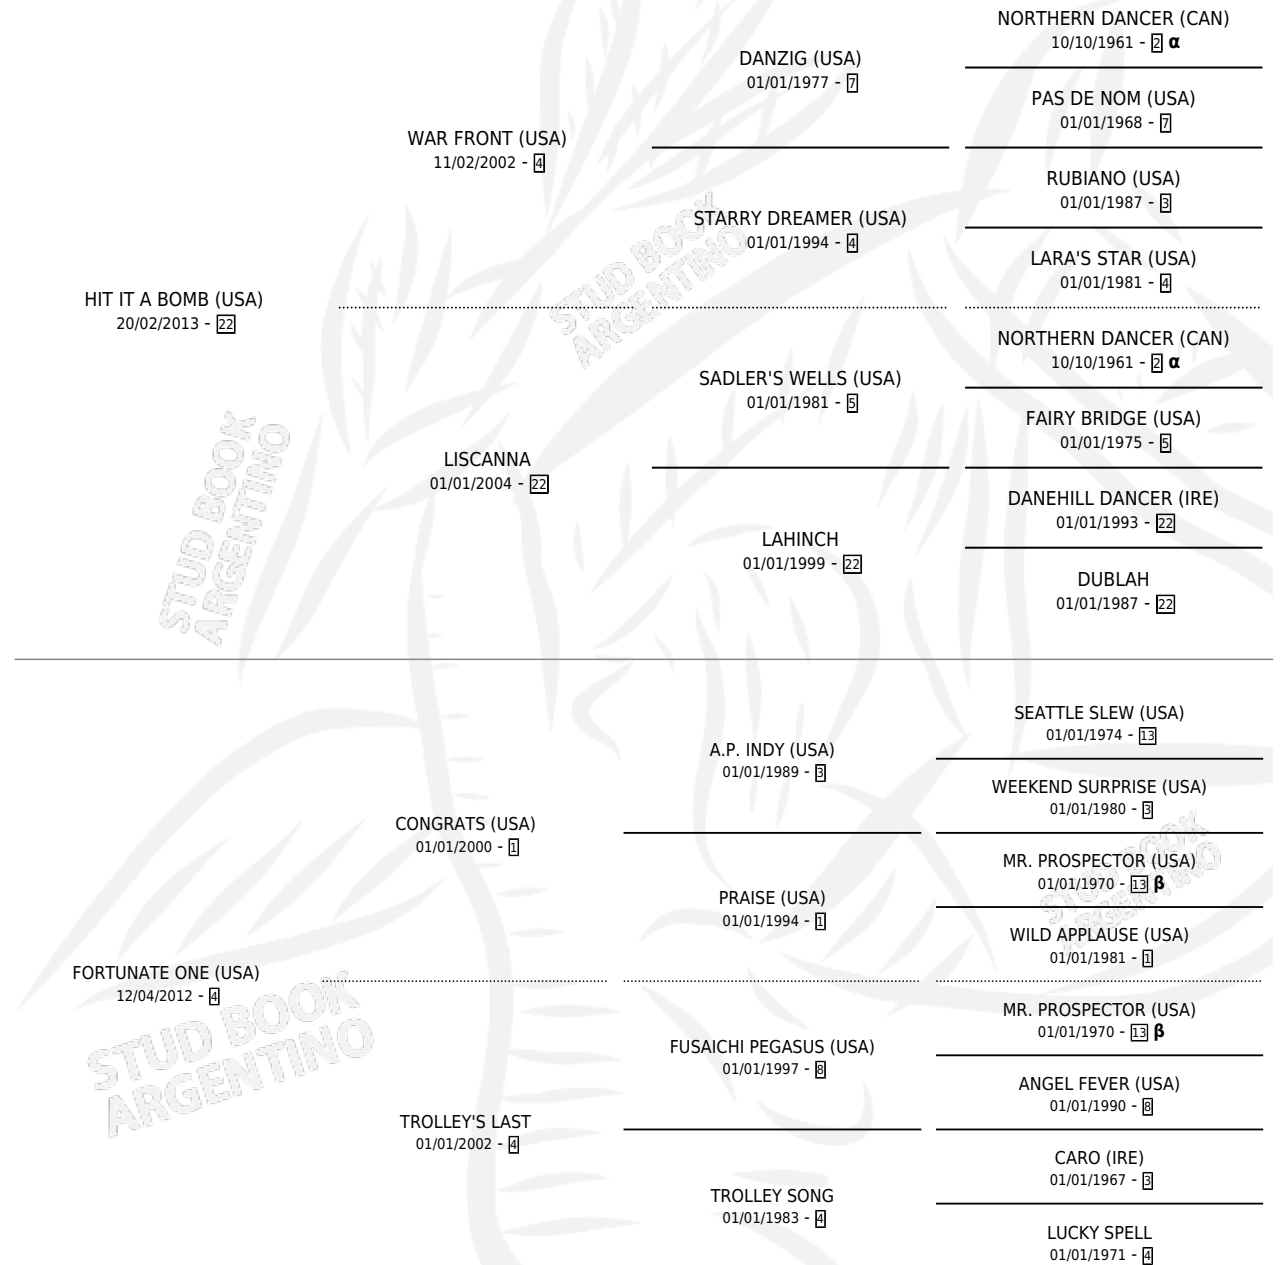 NORTHERN DANCER (CAN)
10/10/1961 - 2 α
DANZIG (USA)
01/01/1977 - 7
PAS DE NOM (USA)
01/01/1968 - 7
WAR FRONT (USA)
11/02/2002 - 4
RUBIANO (USA)
01/01/1987 - 3
STARRY DREAMER (USA)
01/01/1994 - 4
LARA'S STAR (USA)
01/01/1981 - 4
HIT IT A BOMB (USA)
20/02/2013 - 22
NORTHERN DANCER (CAN)
10/10/1961 - 2 α
SADLER'S WELLS (USA)
01/01/1981 - 5
FAIRY BRIDGE (USA)
01/01/1975 - 5
LISCANNA
01/01/2004 - 22
DANEHILL DANCER (IRE)
01/01/1993 - 22
LAHINCH
01/01/1999 - 22
DUBLAH
01/01/1987 - 22
SEATTLE SLEW (USA)
01/01/1974 - 13
A.P. INDY (USA)
01/01/1989 - 3
WEEKEND SURPRISE (USA)
01/01/1980 - 3
CONGRATS (USA)
01/01/2000 - 1
MR. PROSPECTOR (USA)
01/01/1970 - 13 β
PRAISE (USA)
01/01/1994 - 1
WILD APPLAUSE (USA)
01/01/1981 - 1
FORTUNATE ONE (USA)
12/04/2012 - 4
MR. PROSPECTOR (USA)
01/01/1970 - 13 β
FUSAICHI PEGASUS (USA)
01/01/1997 - 8
ANGEL FEVER (USA)
01/01/1990 - 8
TROLLEY'S LAST
01/01/2002 - 4
CARO (IRE)
01/01/1967 - 3
TROLLEY SONG
01/01/1983 - 4
LUCKY SPELL
01/01/1971 - 4
STUD BOOK
ARGENTINO
STUD BOOK
ARGENTINO
STUD BOOK
ARGENTINO
STUD BOOK
ARGENTINO